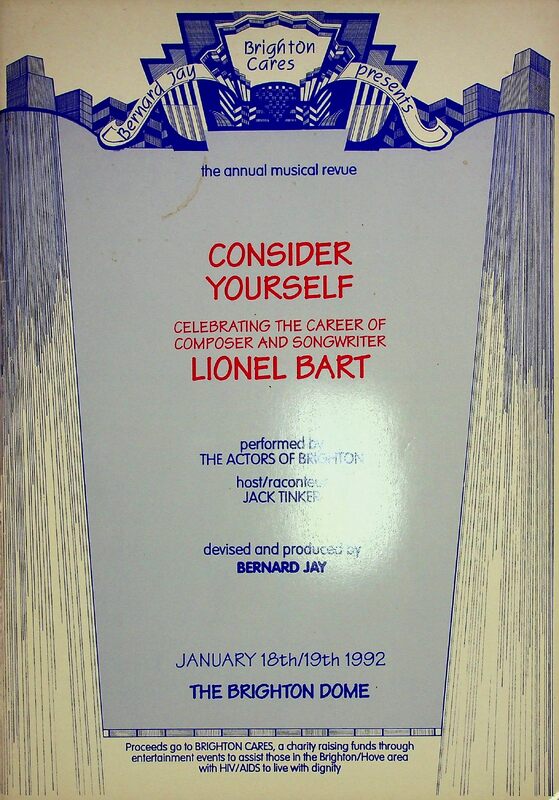 Brighton
Cares
Bernard Jay presents
the annual musical revue
CONSIDER
YOURSELF
CELEBRATING THE CAREER OF
COMPOSER AND SONGWRITER
LIONEL BART
performed by
THE ACTORS OF BRIGHTON
host/raconteur
JACK TINKER
devised and produced by
BERNARD JAY
JANUARY 18th/19th 1992
THE BRIGHTON DOME
Proceeds go to BRIGHTON CARES, a charity raising funds through
entertainment events to assist those in the Brighton/Hove area
with HIV/AIDS to live with dignity